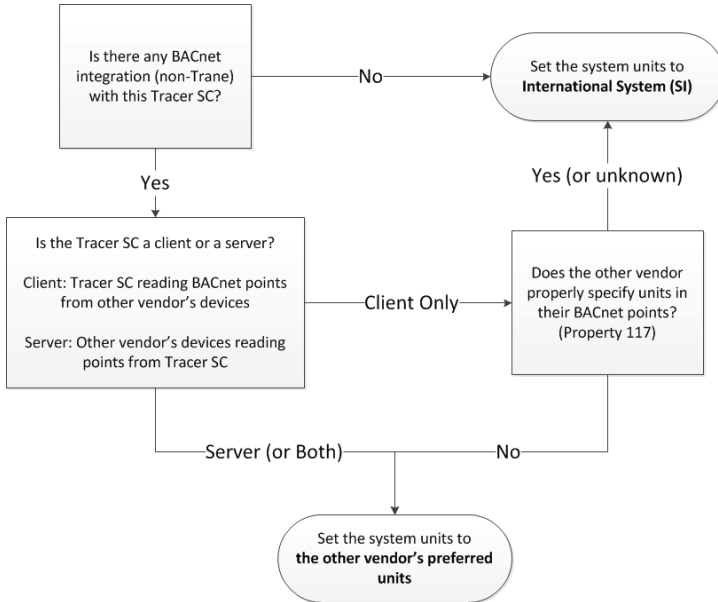 Is there any BACnet
integration (non-Trane)
with this Tracer SC?
No
Set the system units to
International System (SI)
Yes
Yes (or unknown)
Is the Tracer SC a client or a server?
Client: Tracer SC reading BACnet points
from other vendor's devices
Server: Other vendor's devices reading
points from Tracer SC
Client Only
Does the other vendor
properly specify units in
their BACnet points?
(Property 117)
Server (or Both)
No
Set the system units to
the other vendor's preferred
units